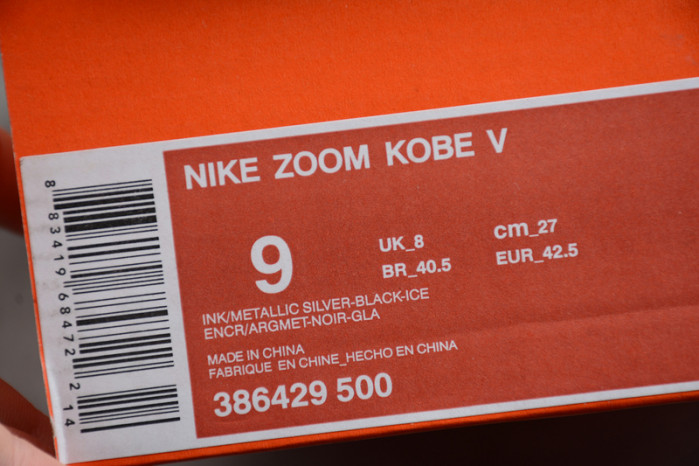 NIKE ZOOM KOBE V
9
UK_8
cm_27
BR_40.5
EUR_42.5
INK/METALLIC SILVER-BLACK-ICE
ENCR/ARGMET-NOIR-GLA
MADE IN CHINA
FABRIQUE EN CHINE_HECHO EN CHINA
386429 500
8 83419 68472 2 14